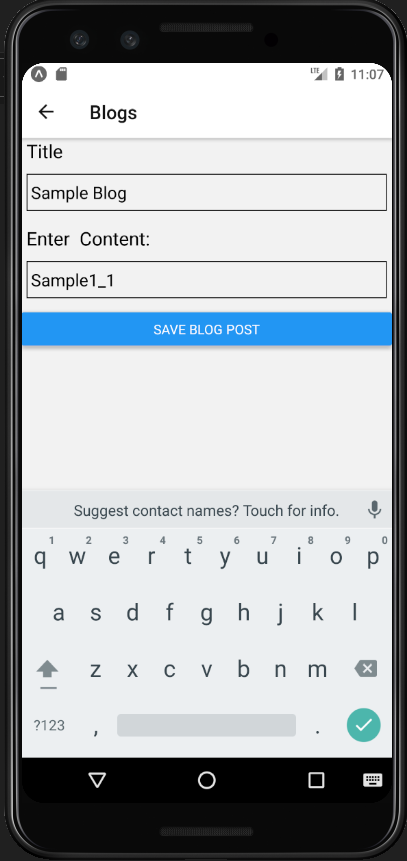 LTE 11:07
Blogs
Title
Sample Blog
Enter Content:
Sample1_1
SAVE BLOG POST
Suggest contact names? Touch for info.
1 2 3 4 5 6 7 8 9 0
q w e r t y u i o p
a s d f g h j k l
z x c v b n m
?123 , .